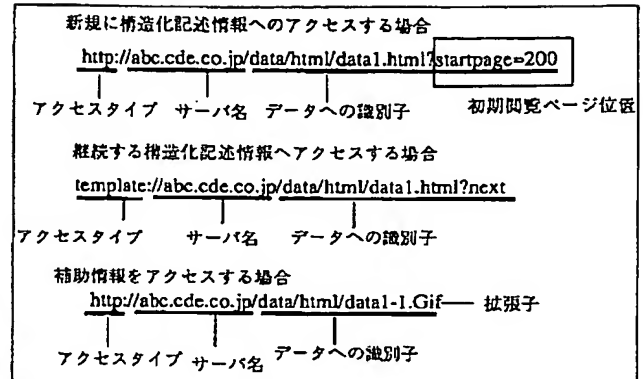 新規に構造化記述情報へのアクセスする場合
http://abc.cde.co.jp/data/html/data1.html?startpage=200
アクセスタイプ サーバ名 データへの識別子 初期閲覧ページ位置
継続する構造化記述情報へアクセスする場合
template://abc.cde.co.jp/data/html/data1.html?next
アクセスタイプ サーバ名 データへの識別子
補助情報をアクセスする場合
http://abc.cde.co.jp/data/html/data1-1.Gif 拡張子
アクセスタイプ サーバ名 データへの識別子